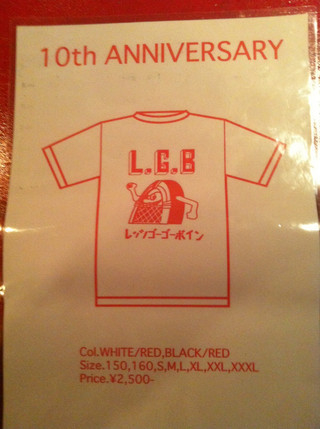 10th ANNIVERSARY
L.G.B
レッツゴーゴーボイン
Col.WHITE/RED,BLACK/RED
Size.150,160,S,M,L,XL,XXL,XXXL
Price.¥2,500-